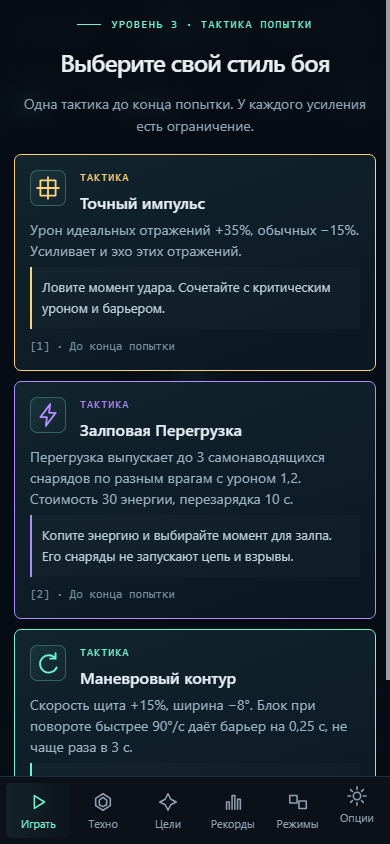 УРОВЕНЬ 3 · ТАКТИКА ПОПЫТКИ
Выберите свой стиль боя
Одна тактика до конца попытки. У каждого усиления
есть ограничение.
ТАКТИКА
Точный импульс
Урон идеальных отражений +35%, обычных −15%.
Усиливает и эхо этих отражений.
Ловите момент удара. Сочетайте с критическим
уроном и барьером.
[1] · До конца попытки
ТАКТИКА
Залповая Перегрузка
Перегрузка выпускает до 3 самонаводящихся
снарядов по разным врагам с уроном 1,2.
Стоимость 30 энергии, перезарядка 10 с.
Копите энергию и выбирайте момент для залпа.
Его снаряды не запускают цепь и взрывы.
[2] · До конца попытки
ТАКТИКА
Маневровый контур
Скорость щита +15%, ширина −8°. Блок при
повороте быстрее 90°/с даёт барьер на 0,25 с, не
чаще раза в 3 с.
Играть
Техно
Цели
Рекорды
Режимы
Опции